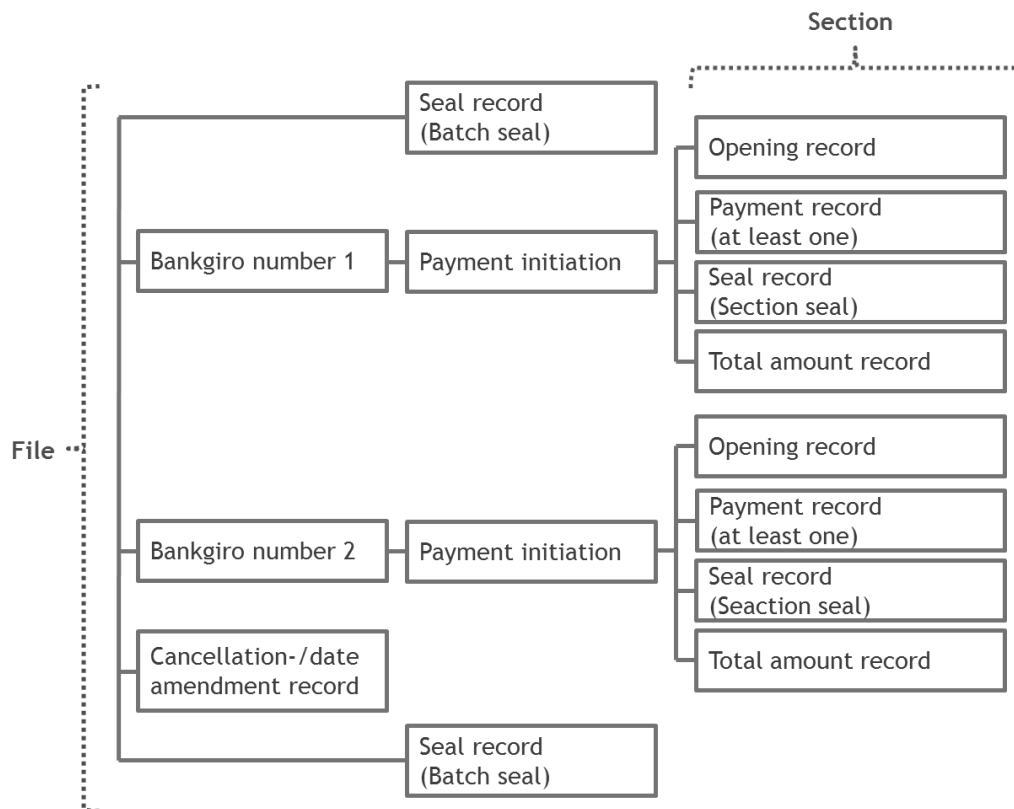 Section
Seal record
(Batch seal)
Opening record
Payment record
(at least one)
Bankgiro number 1
Payment initiation
Seal record
(Section seal)
Total amount record
File
Opening record
Payment record
(at least one)
Bankgiro number 2
Payment initiation
Seal record
(Seaction seal)
Cancellation-/date
amendment record
Total amount record
Seal record
(Batch seal)